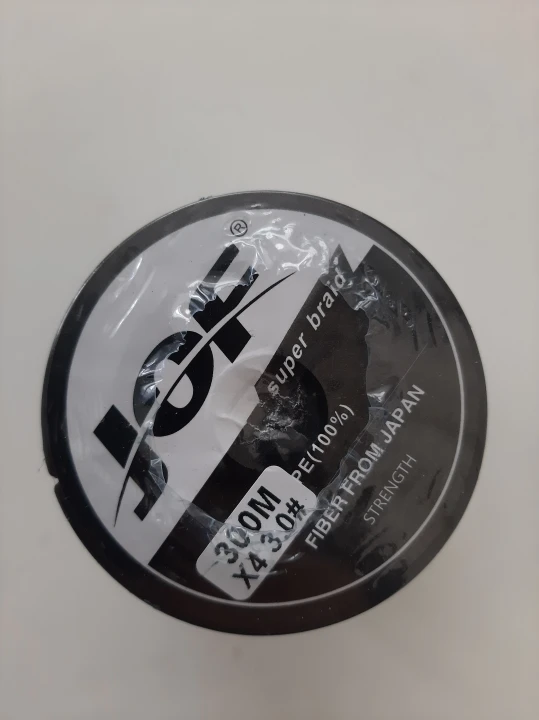 JOF®
super braid
PE(100%)
FIBER FROM JAPAN
STRENGTH
300M
X4 3.0#